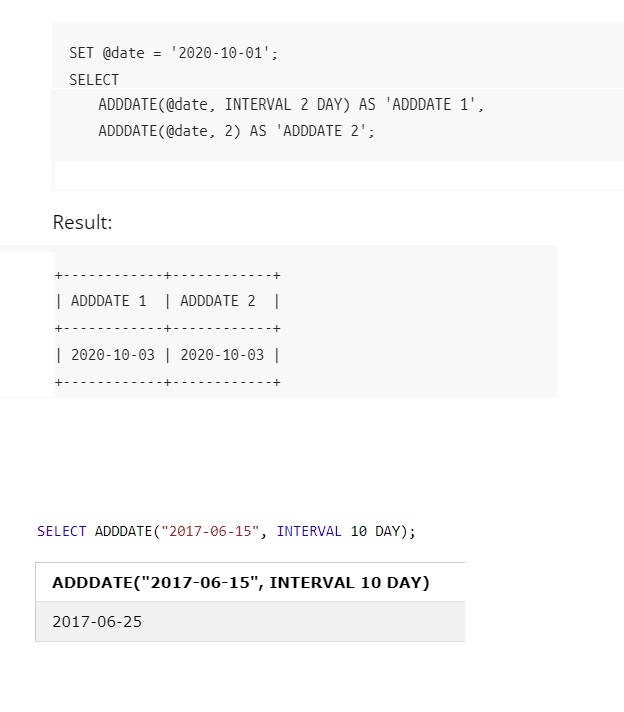 SET @date = '2020-10-01';
SELECT
    ADDDATE(@date, INTERVAL 2 DAY) AS 'ADDDATE 1',
    ADDDATE(@date, 2) AS 'ADDDATE 2';
Result:
+------------+------------+
| ADDDATE 1  | ADDDATE 2  |
+------------+------------+
| 2020-10-03 | 2020-10-03 |
+------------+------------+
SELECT ADDDATE("2017-06-15", INTERVAL 10 DAY);
ADDDATE("2017-06-15", INTERVAL 10 DAY)
2017-06-25